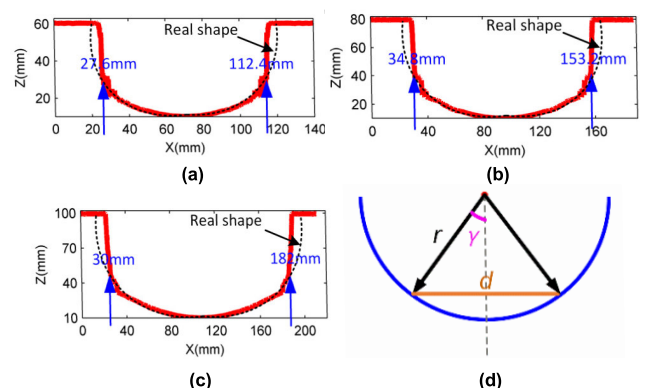 60
40
20
Z(mm)
Real shape
27.6mm
112.4mm
0 20 40 60 80 100 120 140
X(mm)
(a)
80
60
40
20
Z(mm)
Real shape
34.8mm
153.2mm
0 40 80 120 160
X(mm)
(b)
100
70
40
10
Z(mm)
Real shape
30mm
182mm
0 40 80 120 160 200
X(mm)
(c)
r
γ
d
(d)